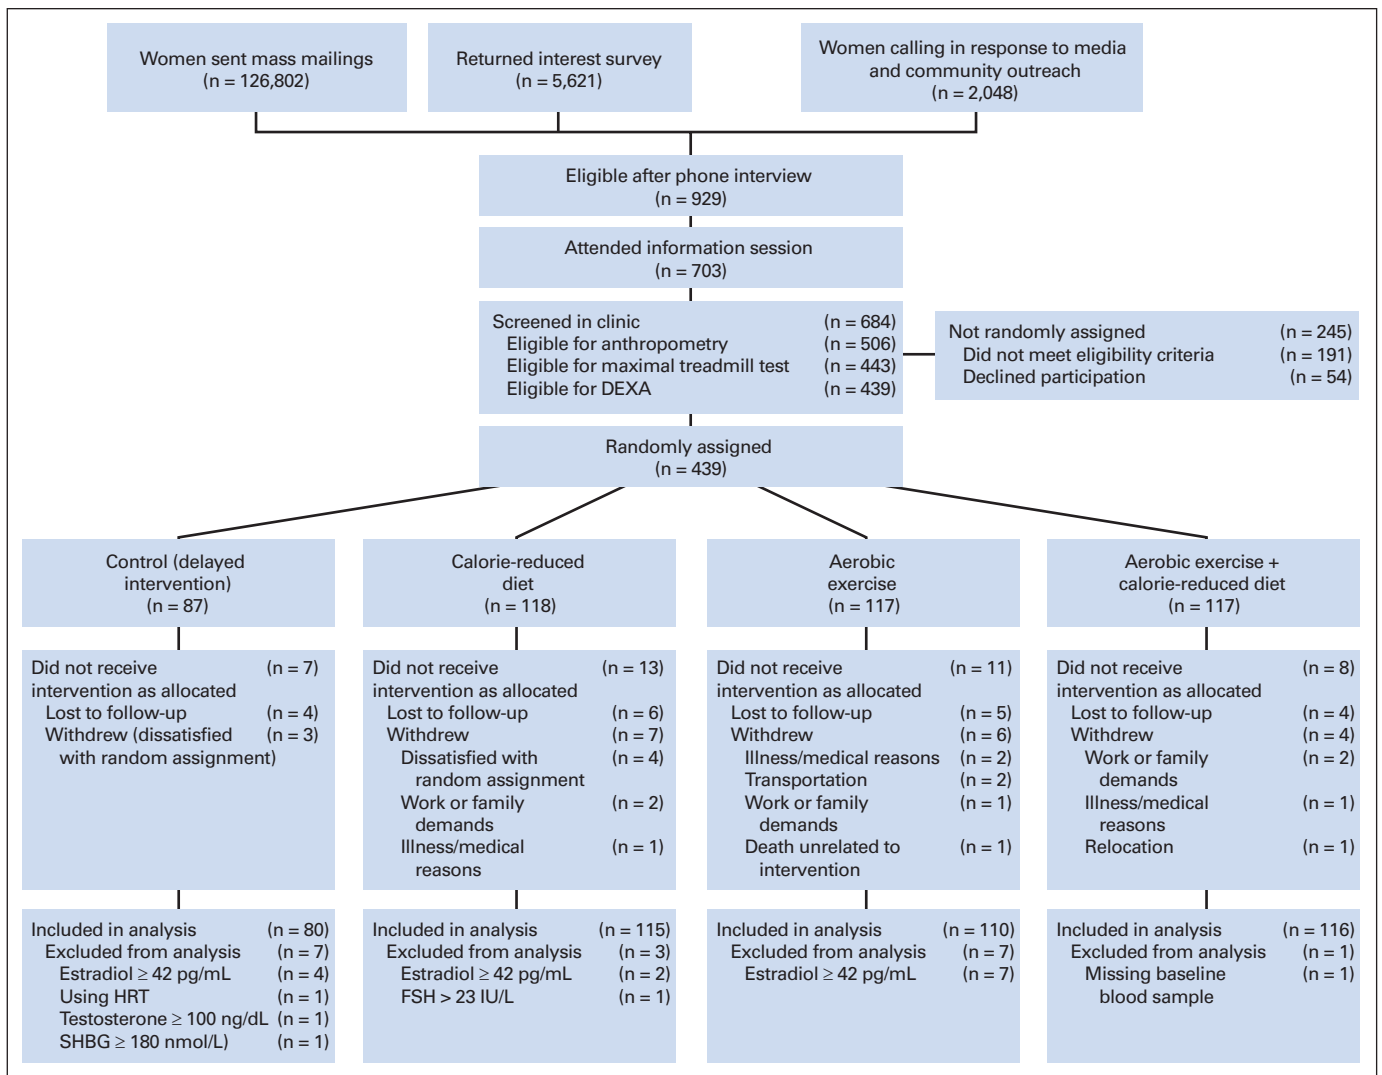 Women sent mass mailings
(n = 126,802)
Returned interest survey
(n = 5,621)
Women calling in response to media
and community outreach
(n = 2,048)
Eligible after phone interview
(n = 929)
Attended information session
(n = 703)
Screened in clinic (n = 684)
Eligible for anthropometry (n = 506)
Eligible for maximal treadmill test (n = 443)
Eligible for DEXA (n = 439)
Not randomly assigned (n = 245)
Did not meet eligibility criteria (n = 191)
Declined participation (n = 54)
Randomly assigned
(n = 439)
Control (delayed
intervention)
(n = 87)
Calorie-reduced
diet
(n = 118)
Aerobic
exercise
(n = 117)
Aerobic exercise +
calorie-reduced diet
(n = 117)
Did not receive (n = 7)
intervention as allocated
Lost to follow-up (n = 4)
Withdrew (dissatisfied (n = 3)
with random assignment)
Did not receive (n = 13)
intervention as allocated
Lost to follow-up (n = 6)
Withdrew (n = 7)
Dissatisfied with (n = 4)
random assignment
Work or family (n = 2)
demands
Illness/medical (n = 1)
reasons
Did not receive (n = 11)
intervention as allocated
Lost to follow-up (n = 5)
Withdrew (n = 6)
Illness/medical reasons (n = 2)
Transportation (n = 2)
Work or family (n = 1)
demands
Death unrelated to (n = 1)
intervention
Did not receive (n = 8)
intervention as allocated
Lost to follow-up (n = 4)
Withdrew (n = 4)
Work or family (n = 2)
demands
Illness/medical (n = 1)
reasons
Relocation (n = 1)
Included in analysis (n = 80)
Excluded from analysis (n = 7)
Estradiol ≥ 42 pg/mL (n = 4)
Using HRT (n = 1)
Testosterone ≥ 100 ng/dL (n = 1)
SHBG ≥ 180 nmol/L) (n = 1)
Included in analysis (n = 115)
Excluded from analysis (n = 3)
Estradiol ≥ 42 pg/mL (n = 2)
FSH > 23 IU/L (n = 1)
Included in analysis (n = 110)
Excluded from analysis (n = 7)
Estradiol ≥ 42 pg/mL (n = 7)
Included in analysis (n = 116)
Excluded from analysis (n = 1)
Missing baseline (n = 1)
blood sample